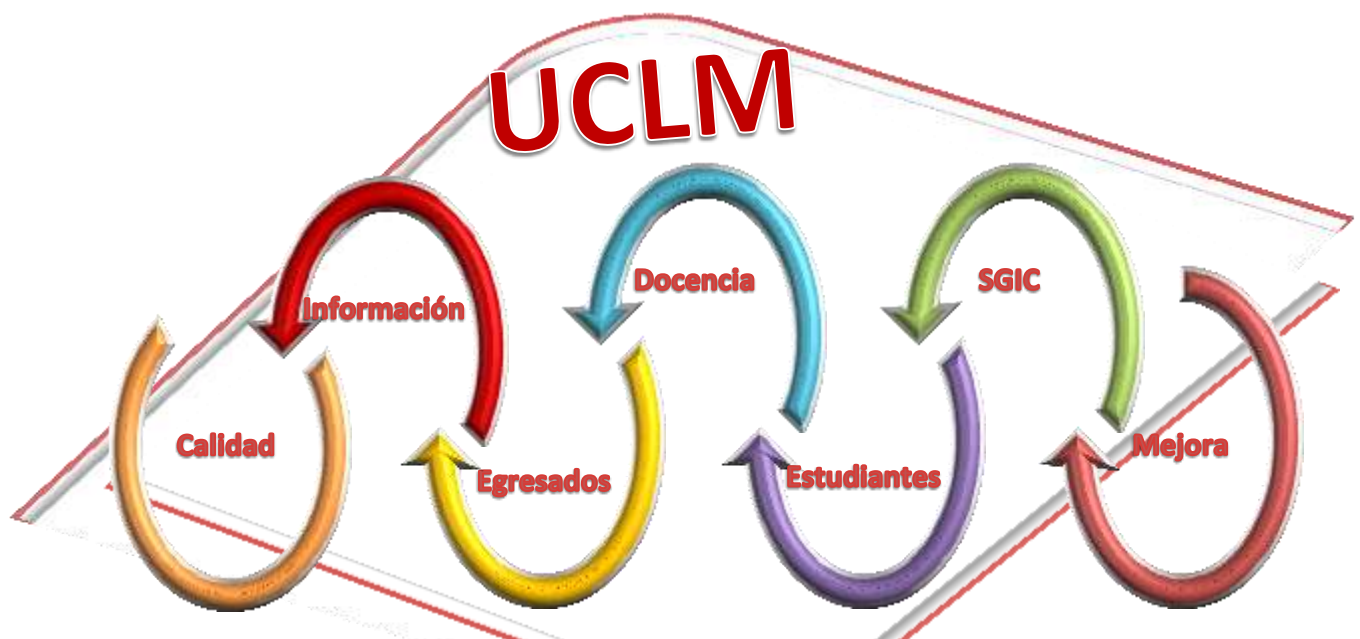 UCLM
Información
Docencia
SGIC
Calidad
Egresados
Estudiantes
Mejora